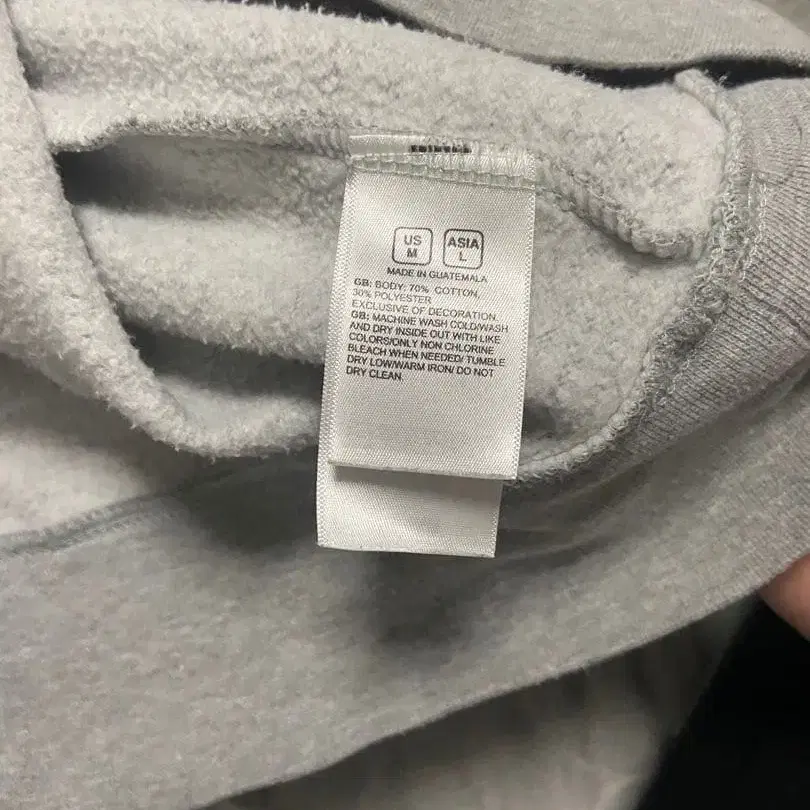 US
M
ASIA
L
MADE IN GUATEMALA
GB: BODY: 70% COTTON,
30% POLYESTER
EXCLUSIVE OF DECORATION
GB: MACHINE WASH COLD/WASH
AND DRY INSIDE OUT WITH LIKE
COLORS/ONLY NON CHLORINE
BLEACH WHEN NEEDED/ TUMBLE
DRY LOW/WARM IRON/ DO NOT
DRY CLEAN.